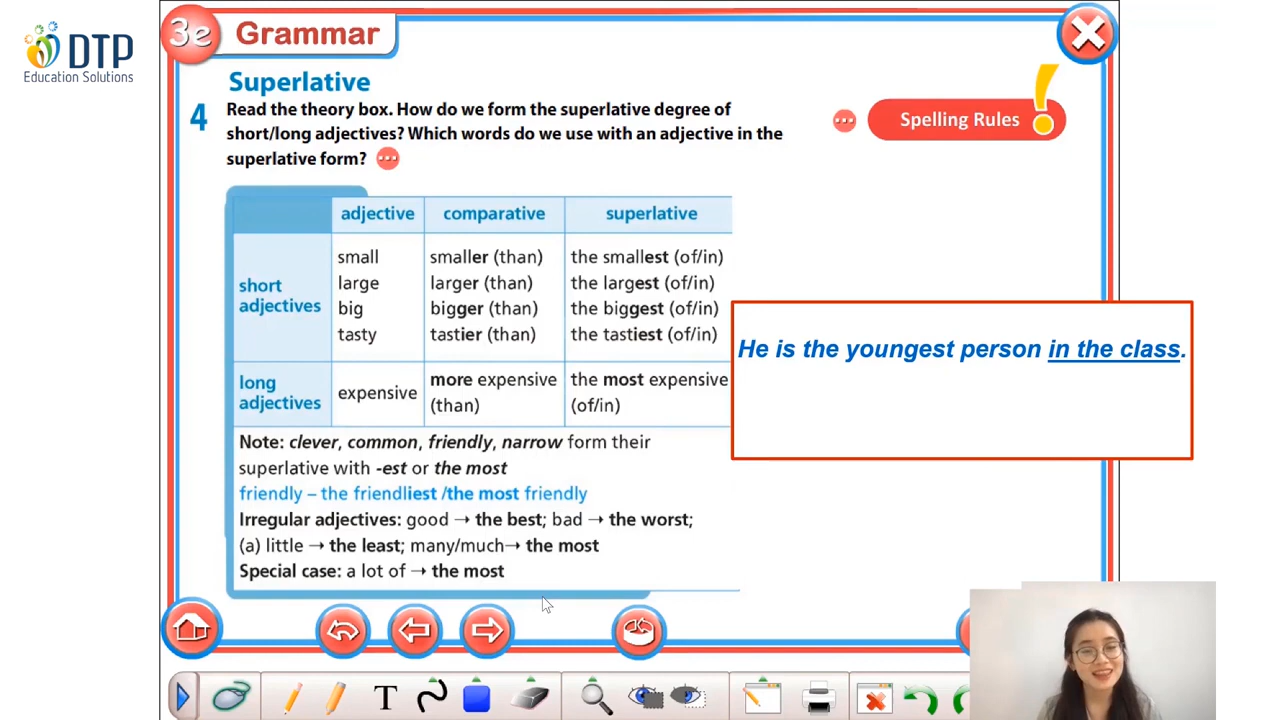 DTP
Education Solutions
3e Grammar
Superlative
4 Read the theory box. How do we form the superlative degree of
short/long adjectives? Which words do we use with an adjective in the
superlative form?
Spelling Rules
!
adjective comparative superlative
short
adjectives
small smaller (than) the smallest (of/in)
large larger (than) the largest (of/in)
big bigger (than) the biggest (of/in)
tasty tastier (than) the tastiest (of/in)
long
adjectives
expensive
more expensive
(than)
the most expensive
(of/in)
Note: clever, common, friendly, narrow form their
superlative with -est or the most
friendly – the friendliest /the most friendly
Irregular adjectives: good → the best; bad → the worst;
(a) little → the least; many/much→ the most
Special case: a lot of → the most
He is the youngest person in the class.
T